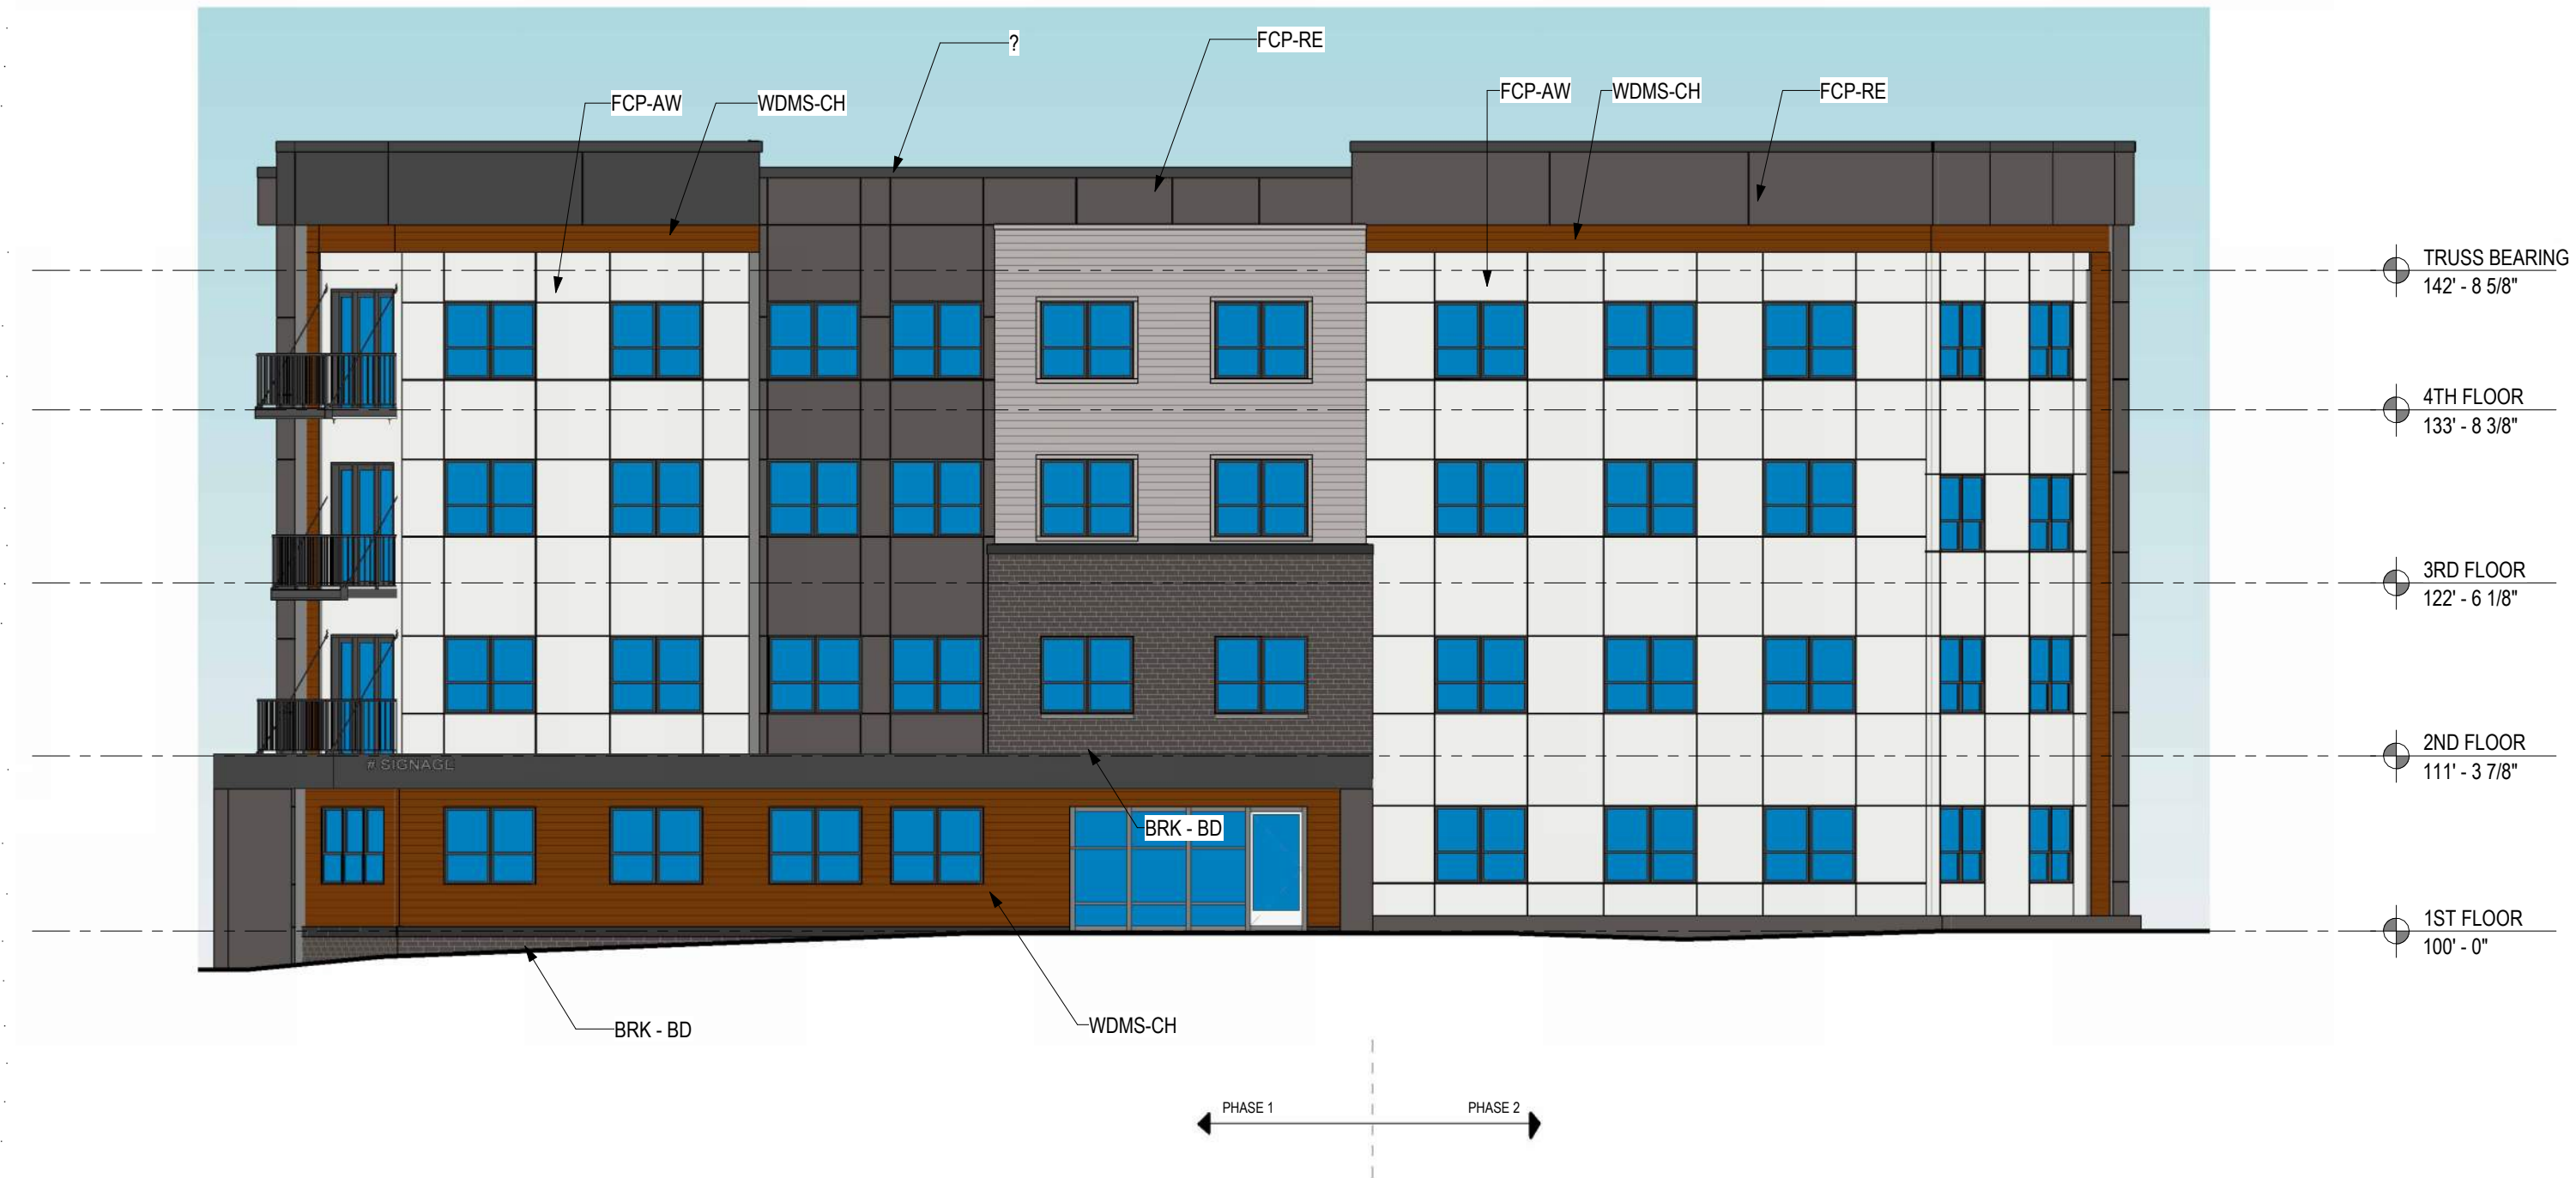 ?
FCP-RE
FCP-AW
WDMS-CH
FCP-AW
WDMS-CH
FCP-RE
TRUSS BEARING
142' - 8 5/8"
4TH FLOOR
133' - 8 3/8"
3RD FLOOR
122' - 6 1/8"
2ND FLOOR
111' - 3 7/8"
# SIGNAGE
BRK - BD
1ST FLOOR
100' - 0"
BRK - BD
WDMS-CH
PHASE 1
PHASE 2